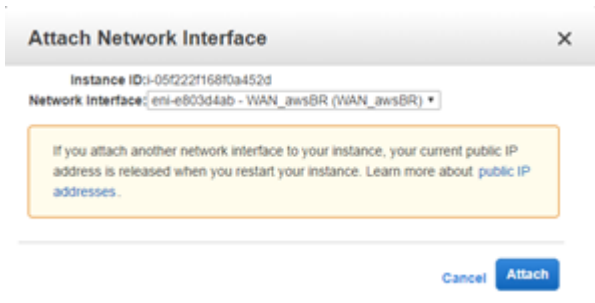 Attach Network Interface
Instance ID:i-05f222f168f0a452d
Network Interface: eni-e803d4ab - WAN_awsBR (WAN_awsBR)
If you attach another network interface to your instance, your current public IP
address is released when you restart your instance. Learn more about public IP
addresses.
Cancel Attach